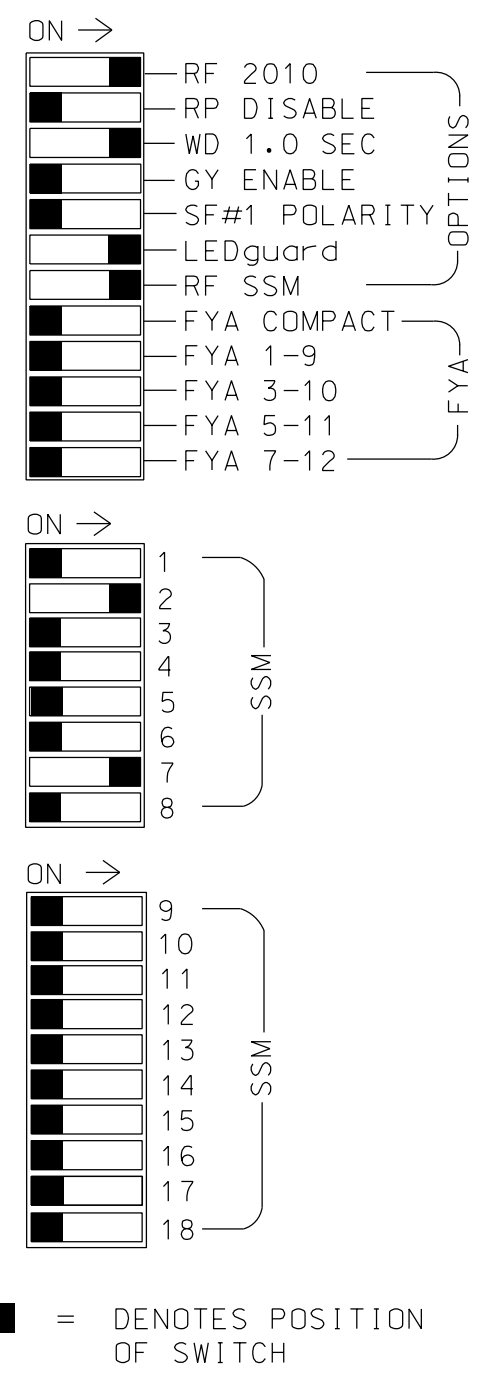 ON →
RF 2010
RP DISABLE
WD 1.0 SEC
GY ENABLE
SF#1 POLARITY
LEDguard
RF SSM
OPTIONS
FYA COMPACT
FYA 1-9
FYA 3-10
FYA 5-11
FYA 7-12
FYA
ON →
1
2
3
4
5
6
7
8
SSM
ON →
9
10
11
12
13
14
15
16
17
18
SSM
= DENOTES POSITION
OF SWITCH